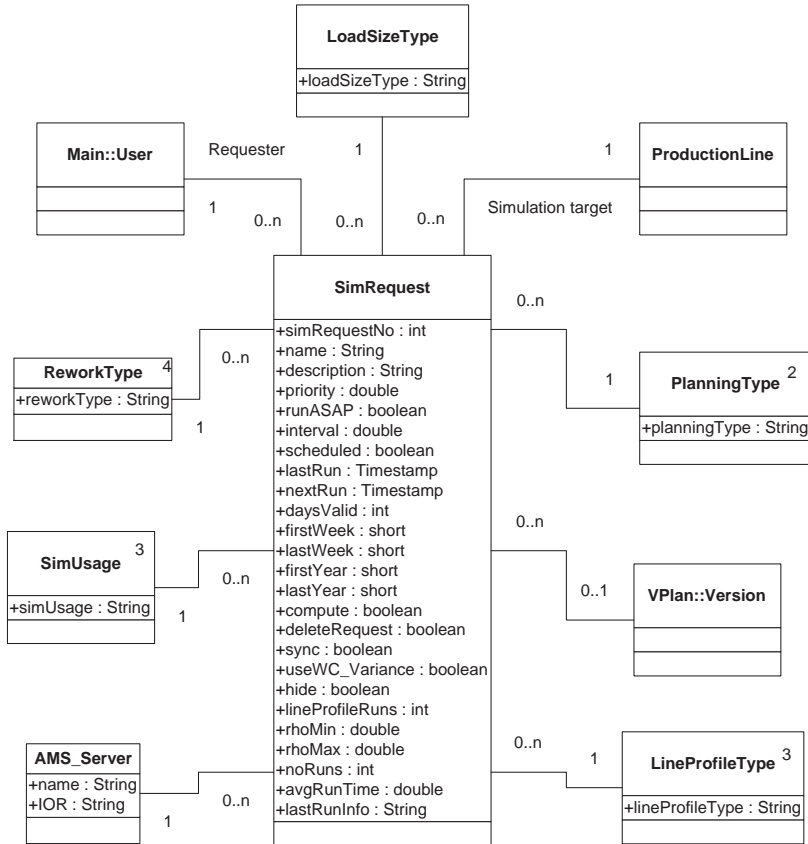 LoadSizeType
+loadSizeType : String
Main::User
Requester
1
1
ProductionLine
1
0..n
0..n
0..n
Simulation target
SimRequest
+simRequestNo : int
+name : String
+description : String
+priority : double
+runASAP : boolean
+interval : double
+scheduled : boolean
+lastRun : Timestamp
+nextRun : Timestamp
+daysValid : int
+firstWeek : short
+lastWeek : short
+firstYear : short
+lastYear : short
+compute : boolean
+deleteRequest : boolean
+sync : boolean
+useWC_Variance : boolean
+hide : boolean
+lineProfileRuns : int
+rhoMin : double
+rhoMax : double
+noRuns : int
+avgRunTime : double
+lastRunInfo : String
ReworkType 4
+reworkType : String
0..n
1
SimUsage 3
+simUsage : String
0..n
1
AMS_Server
+name : String
+IOR : String
0..n
1
0..n
1
PlanningType 2
+planningType : String
0..n
0..1
VPlan::Version
0..n
1
LineProfileType 3
+lineProfileType : String